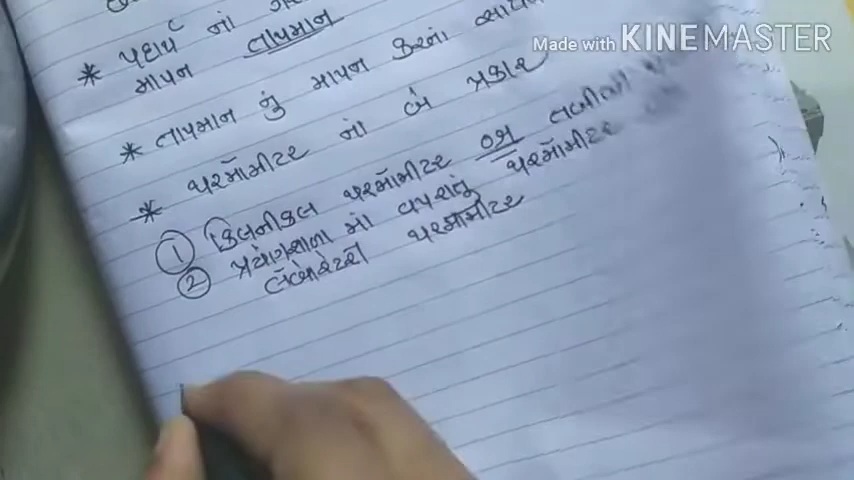 * પદાર્થ નાં
માપન તાપમાન
* તાપમાન નું માપન કરનાં
* થરમૉમીટર નાં બે પ્રકાર
① ક્લિનીકલ થરમૉમીટર
② પ્રયોગશાળા માં વપરાતું થરમૉમીટર
લૅબોરેટરી થરમૉમીટર
Made with KINEMASTER